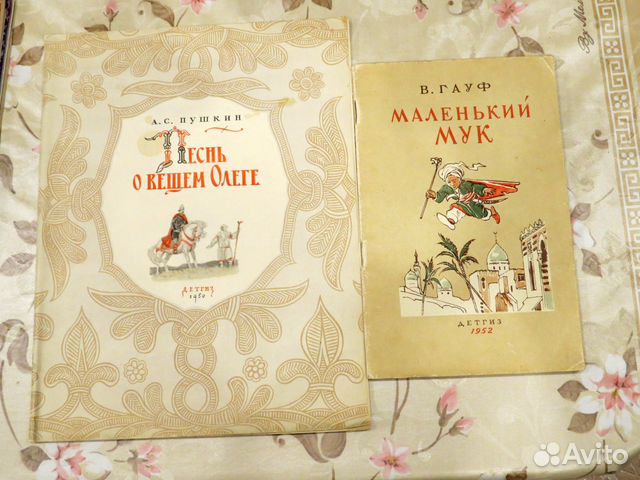 А.С. ПУШКИН
ПЕСНЬ
О ВЕЩЕМ ОЛЕГЕ
ДЕТГИЗ
1950
В. ГАУФ
МАЛЕНЬКИЙ
МУК
ДЕТГИЗ
1952
Avito